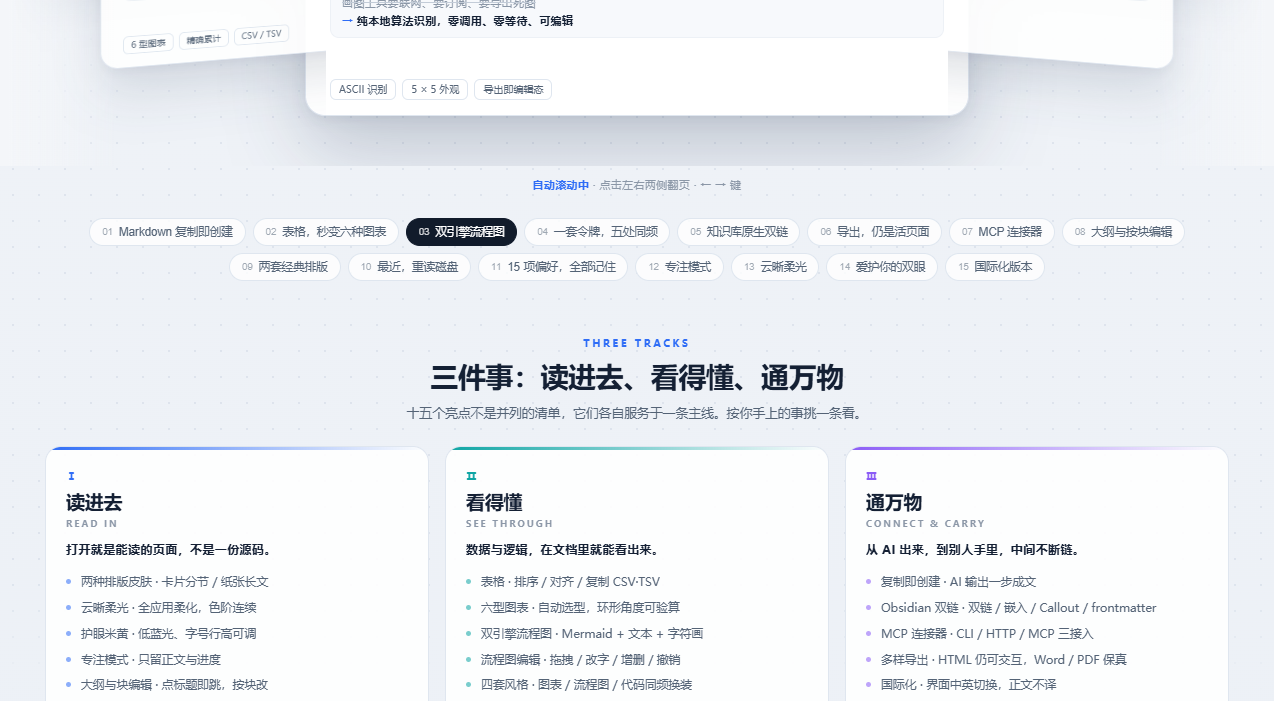 画图工具要联网、要订阅、要导出死图
→ 纯本地算法识别，零调用、零等待、可编辑
6 型图表 精确累计 CSV / TSV
ASCII 识别 5 × 5 外观 导出即编辑态
自动滚动中 · 点击左右两侧翻页 · ← → 键
01 Markdown 复制即创建 02 表格，秒变六种图表 03 双引擎流程图 04 一套令牌，五处同频 05 知识库原生双链 06 导出，仍是活页面 07 MCP 连接器 08 大纲与按块编辑
09 两套经典排版 10 最近，重读磁盘 11 15 项偏好，全部记住 12 专注模式 13 云晰柔光 14 爱护你的双眼 15 国际化版本
THREE TRACKS
三件事：读进去、看得懂、通万物
十五个亮点不是并列的清单，它们各自服务于一条主线。按你手上的事挑一条看。
I
读进去
READ IN
打开就是能读的页面，不是一份源码。
两种排版皮肤 · 卡片分节 / 纸张长文
云晰柔光 · 全应用柔化，色阶连续
护眼米黄 · 低蓝光、字号行高可调
专注模式 · 只留正文与进度
大纲与块编辑 · 点标题即跳，按块改
II
看得懂
SEE THROUGH
数据与逻辑，在文档里就能看出来。
表格 · 排序 / 对齐 / 复制 CSV·TSV
六型图表 · 自动选型，环形角度可验算
双引擎流程图 · Mermaid + 文本 + 字符画
流程图编辑 · 拖拽 / 改字 / 增删 / 撤销
四套风格 · 图表 / 流程图 / 代码同频换装
III
通万物
CONNECT & CARRY
从 AI 出来，到别人手里，中间不断链。
复制即创建 · AI 输出一步成文
Obsidian 双链 · 双链 / 嵌入 / Callout / frontmatter
MCP 连接器 · CLI / HTTP / MCP 三接入
多样导出 · HTML 仍可交互，Word / PDF 保真
国际化 · 界面中英切换，正文不译